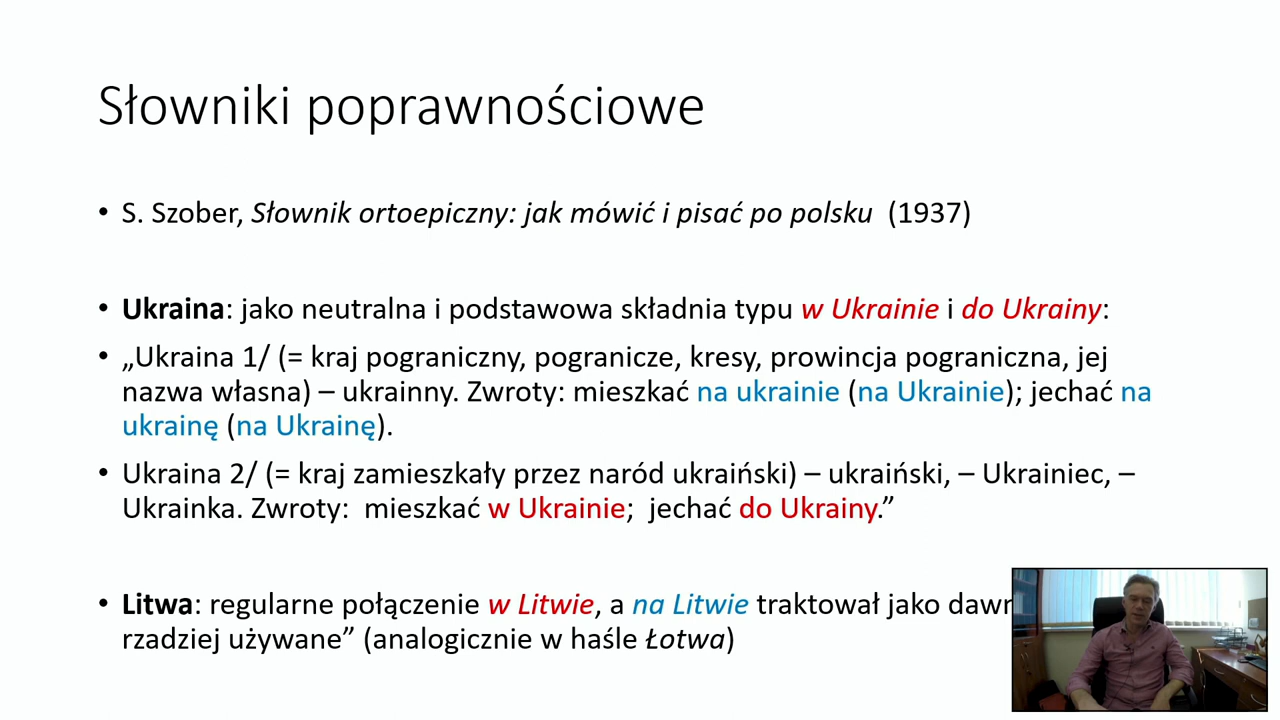 Słowniki poprawnościowe
• S. Szober, Słownik ortoepiczny: jak mówić i pisać po polsku (1937)
• Ukraina: jako neutralna i podstawowa składnia typu w Ukrainie i do Ukrainy:
• „Ukraina 1/ (= kraj pograniczny, pogranicze, kresy, prowincja pograniczna, jej
nazwa własna) – ukrainny. Zwroty: mieszkać na ukrainie (na Ukrainie); jechać na
ukrainę (na Ukrainę).
• Ukraina 2/ (= kraj zamieszkały przez naród ukraiński) – ukraiński, – Ukrainiec, –
Ukrainka. Zwroty: mieszkać w Ukrainie; jechać do Ukrainy.”
• Litwa: regularne połączenie w Litwie, a na Litwie traktował jako
rzadziej używane” (analogicznie w haśle Łotwa)